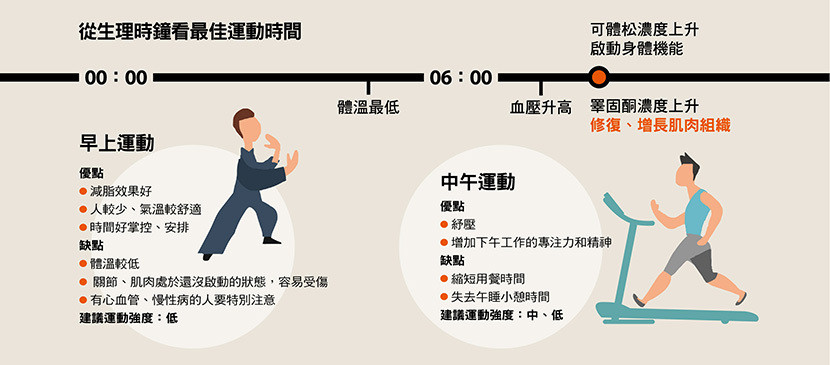 從生理時鐘看最佳運動時間
可體松濃度上升
啟動身體機能
00：00
06：00
體溫最低
血壓升高
睪固酮濃度上升
修復、增長肌肉組織
早上運動
優點
減脂效果好
人較少、氣溫較舒適
時間好掌控、安排
缺點
體溫較低
關節、肌肉處於還沒啟動的狀態，容易受傷
有心血管、慢性病的人要特別注意
建議運動強度：低
中午運動
優點
紓壓
增加下午工作的專注力和精神
缺點
縮短用餐時間
失去午睡小憩時間
建議運動強度：中、低